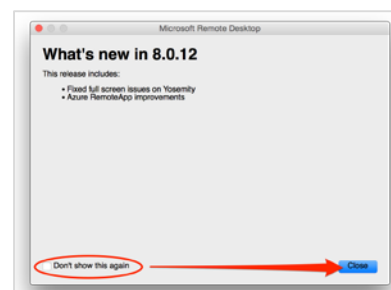 Microsoft Remote Desktop
What's new in 8.0.12
This release includes:
• Fixed full screen issues on Yosemity
• Azure RemoteApp improvements
Don't show this again
Close